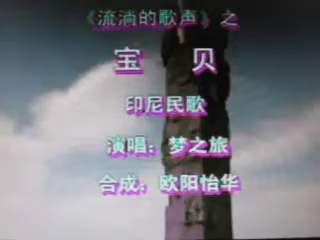 《流淌的歌声》之
宝贝
印尼民歌
演唱：梦之旅
合成：欧阳怡华